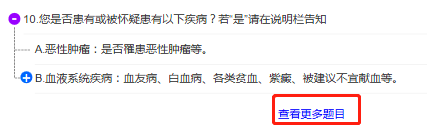 10.您是否患有或被怀疑患有以下疾病？若“是”请在说明栏告知
A.恶性肿瘤：是否罹患恶性肿瘤等。
B.血液系统疾病：血友病、白血病、各类贫血、紫癜、被建议不宜献血等。
查看更多题目